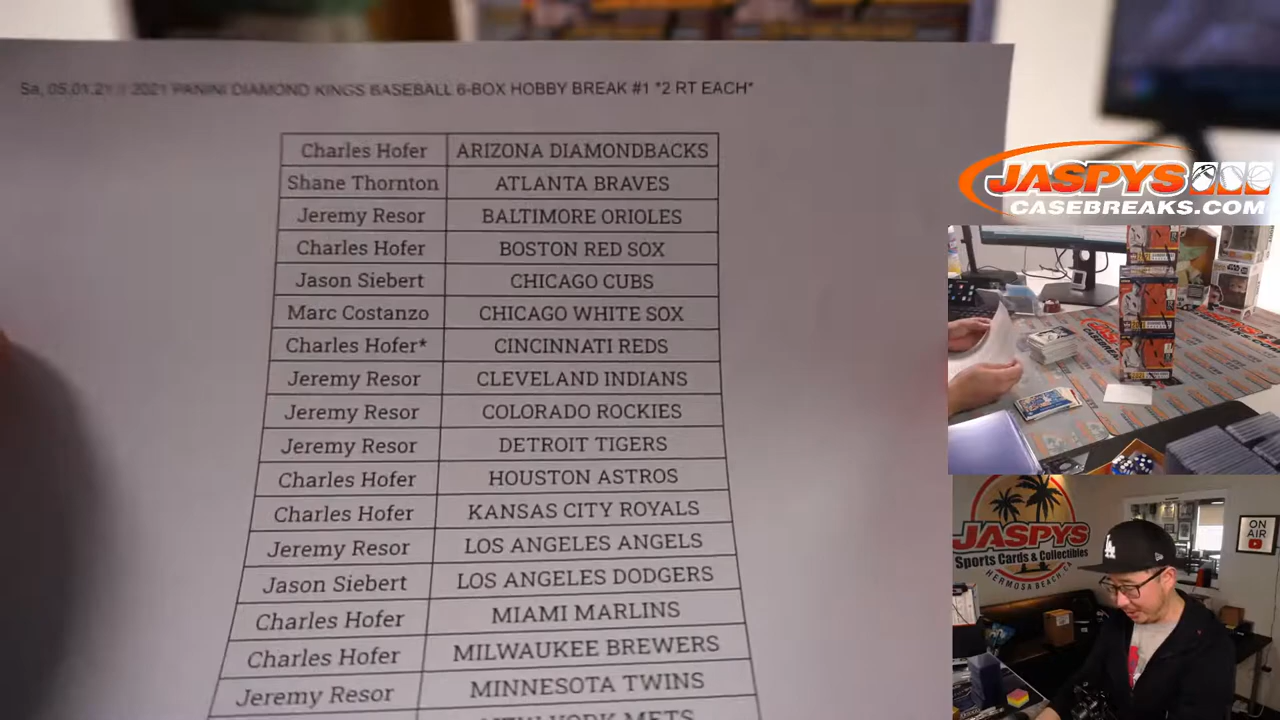 Sa, 05.01.21 // 2021 PANINI DIAMOND KINGS BASEBALL 6-BOX HOBBY BREAK #1 *2 RT EACH*
Charles Hofer ARIZONA DIAMONDBACKS
Shane Thornton ATLANTA BRAVES
Jeremy Resor BALTIMORE ORIOLES
Charles Hofer BOSTON RED SOX
Jason Siebert CHICAGO CUBS
Marc Costanzo CHICAGO WHITE SOX
Charles Hofer* CINCINNATI REDS
Jeremy Resor CLEVELAND INDIANS
Jeremy Resor COLORADO ROCKIES
Jeremy Resor DETROIT TIGERS
Charles Hofer HOUSTON ASTROS
Charles Hofer KANSAS CITY ROYALS
Jeremy Resor LOS ANGELES ANGELS
Jason Siebert LOS ANGELES DODGERS
Charles Hofer MIAMI MARLINS
Charles Hofer MILWAUKEE BREWERS
Jeremy Resor MINNESOTA TWINS
NEW YORK METS
JASPYS
CASEBREAKS.COM
JASPYS
Sports Cards & Collectibles
HERMOSA BEACH, CA
ON
AIR
LA